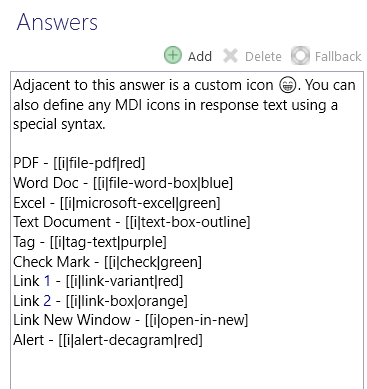 Answers
Add Delete Fallback
Adjacent to this answer is a custom icon 😁. You can
also define any MDI icons in response text using a
special syntax.
PDF - [[i|file-pdf|red]
Word Doc - [[i|file-word-box|blue]
Excel - [[i|microsoft-excel|green]
Text Document - [[i|text-box-outline]
Tag - [[i|tag-text|purple]
Check Mark - [[i|check|green]
Link 1 - [[i|link-variant|red]
Link 2 - [[i|link-box|orange]
Link New Window - [[i|open-in-new]
Alert - [[i|alert-decagram|red]